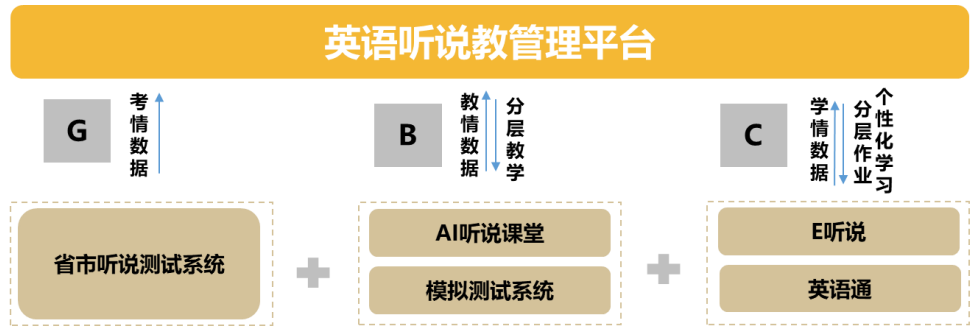 英语听说教管理平台
G
考情数据
B
教情数据
分层教学
C
学情数据
分层作业
个性化学习
省市听说测试系统
AI听说课堂
模拟测试系统
E听说
英语通